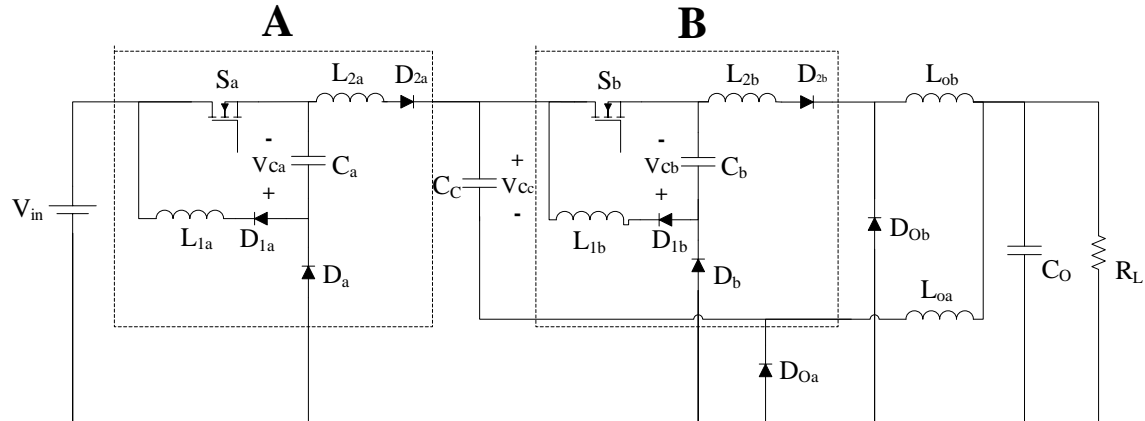 A
B
Sa
L2a
D2a
Sb
L2b
D2b
Lob
-
Vca
Ca
+
CC
+
Vcc
-
-
Vcb
Cb
+
Vin
L1a
D1a
L1b
D1b
DOb
Da
Db
CO
RL
Loa
DOa